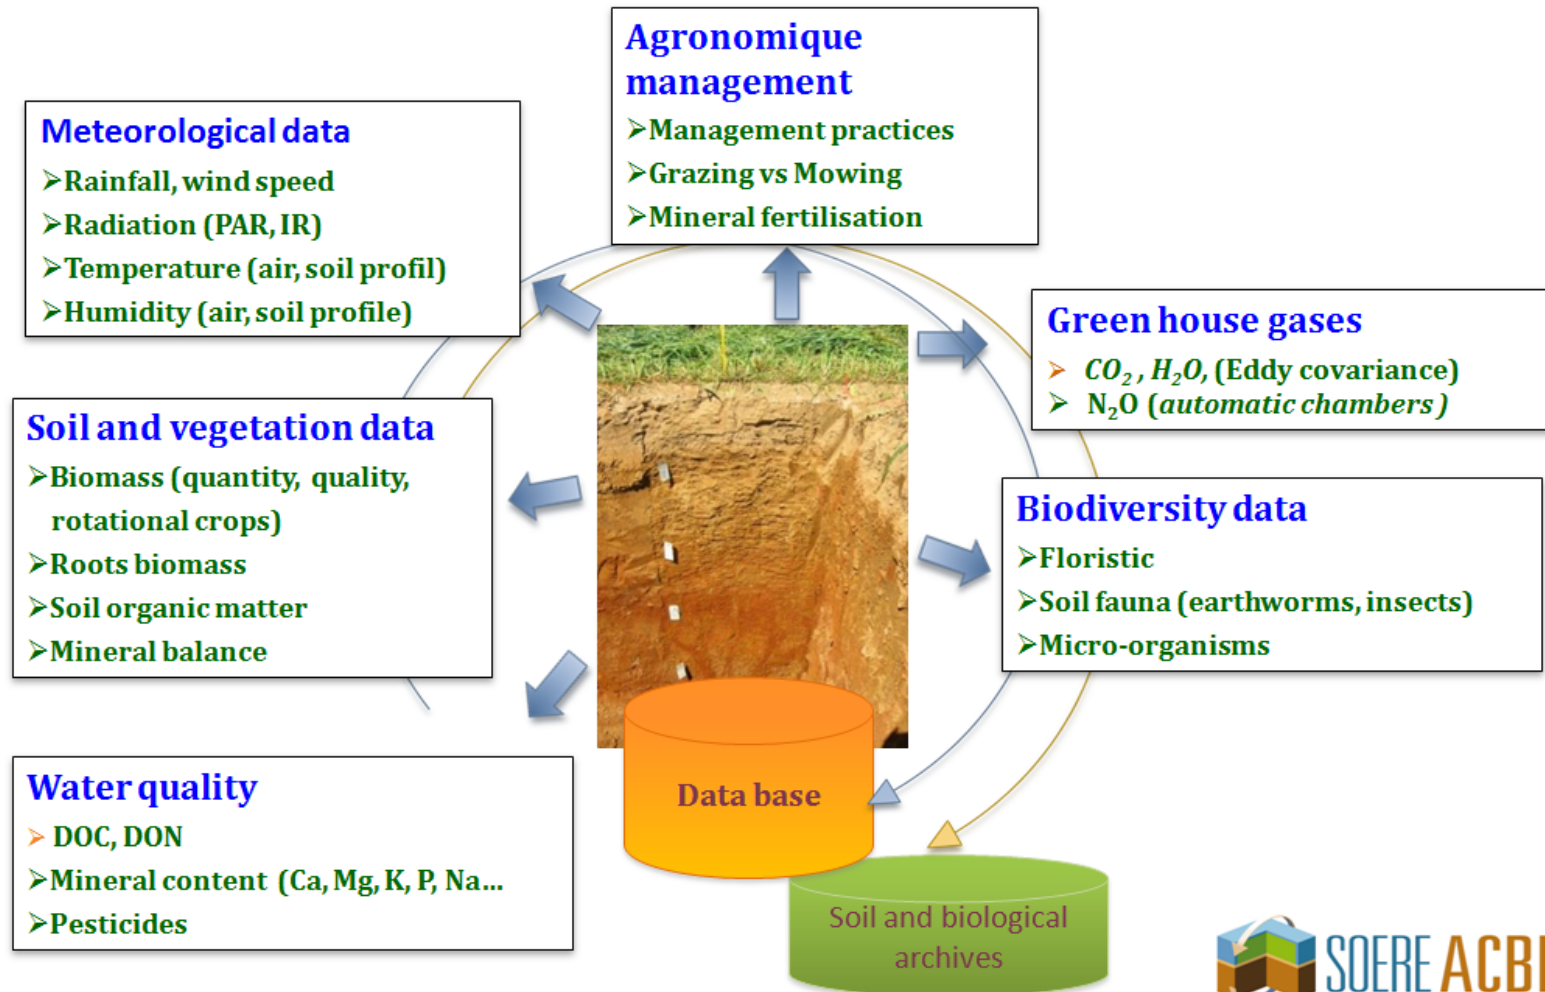 Agronomique
management
➢Management practices
➢Grazing vs Mowing
➢Mineral fertilisation
Meteorological data
➢Rainfall, wind speed
➢Radiation (PAR, IR)
➢Temperature (air, soil profil)
➢Humidity (air, soil profile)
Green house gases
➢ CO₂ , H₂O, (Eddy covariance)
➢ N₂O (automatic chambers )
Soil and vegetation data
➢Biomass (quantity, quality,
rotational crops)
➢Roots biomass
➢Soil organic matter
➢Mineral balance
Biodiversity data
➢Floristic
➢Soil fauna (earthworms, insects)
➢Micro-organisms
Water quality
➢ DOC, DON
➢Mineral content (Ca, Mg, K, P, Na...
➢Pesticides
Data base
Soil and biological
archives
SOERE